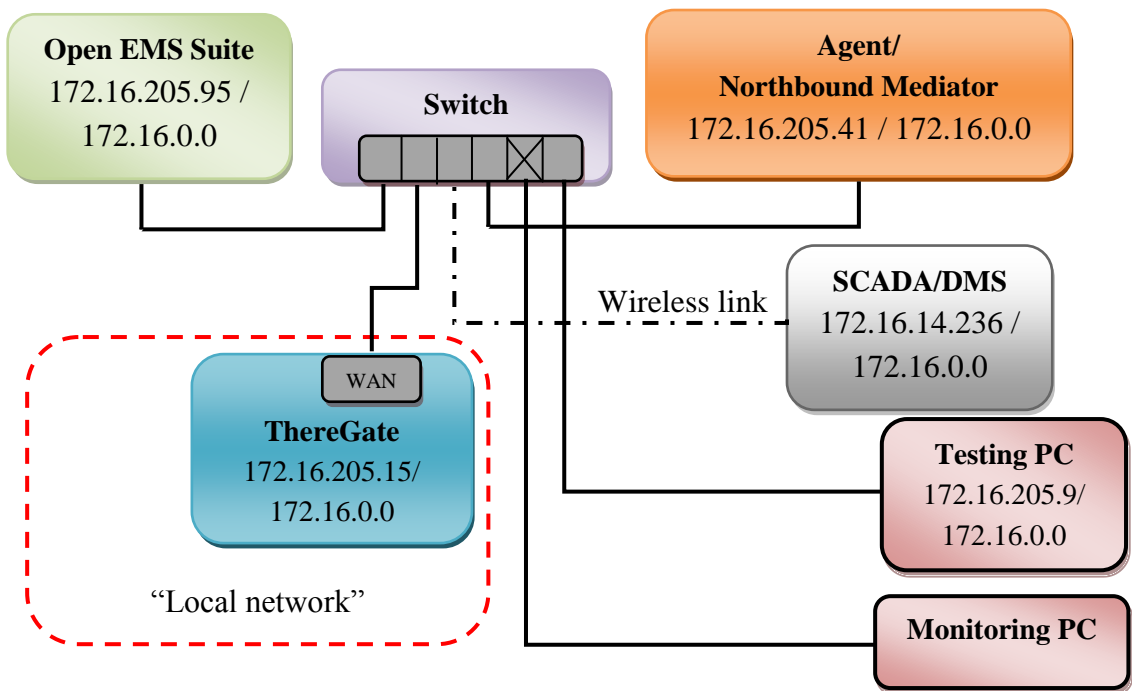 Open EMS Suite
172.16.205.95 /
172.16.0.0
Switch
Agent/
Northbound Mediator
172.16.205.41 / 172.16.0.0
Wireless link
SCADA/DMS
172.16.14.236 /
172.16.0.0
WAN
ThereGate
172.16.205.15/
172.16.0.0
“Local network”
Testing PC
172.16.205.9/
172.16.0.0
Monitoring PC